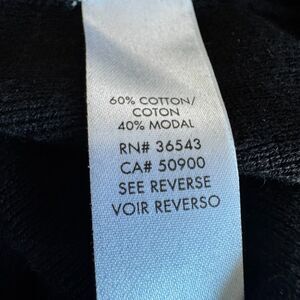 60% COTTON/
COTON
40% MODAL
RN# 36543
CA# 50900
SEE REVERSE
VOIR REVERSO